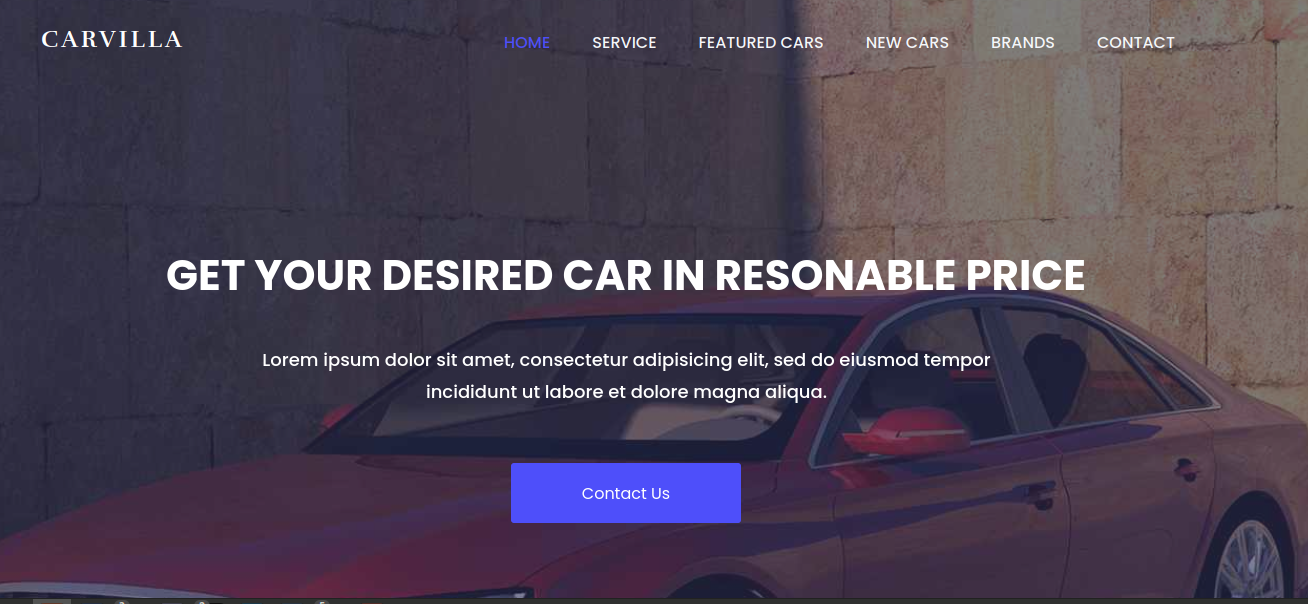 CARVILLA
HOME SERVICE FEATURED CARS NEW CARS BRANDS CONTACT
GET YOUR DESIRED CAR IN RESONABLE PRICE
Lorem ipsum dolor sit amet, consectetur adipisicing elit, sed do eiusmod tempor
incididunt ut labore et dolore magna aliqua.
Contact Us